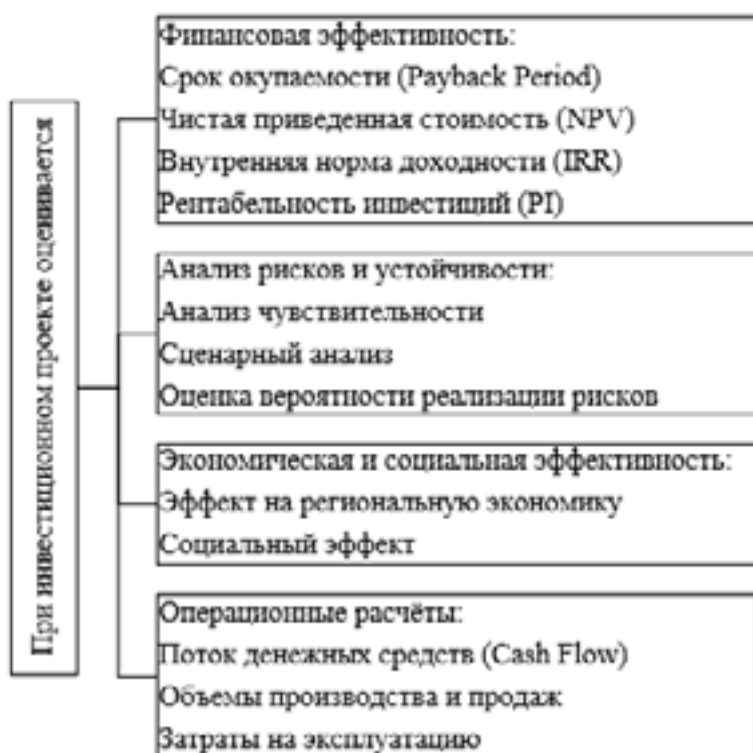 При инвестиционном проекте оценивается
Финансовая эффективность:
Срок окупаемости (Payback Period)
Чистая приведенная стоимость (NPV)
Внутренняя норма доходности (IRR)
Рентабельность инвестиций (PI)
Анализ рисков и устойчивости:
Анализ чувствительности
Сценарный анализ
Оценка вероятности реализации рисков
Экономическая и социальная эффективность:
Эффект на региональную экономику
Социальный эффект
Операционные расчёты:
Поток денежных средств (Cash Flow)
Объемы производства и продаж
Затраты на эксплуатацию